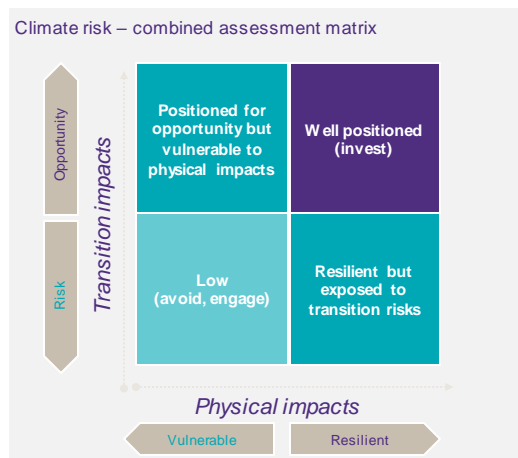 Climate risk – combined assessment matrix
Opportunity
Risk
Transition impacts
Positioned for
opportunity but
vulnerable to
physical impacts
Well positioned
(invest)
Low
(avoid, engage)
Resilient but
exposed to
transition risks
Physical impacts
Vulnerable
Resilient